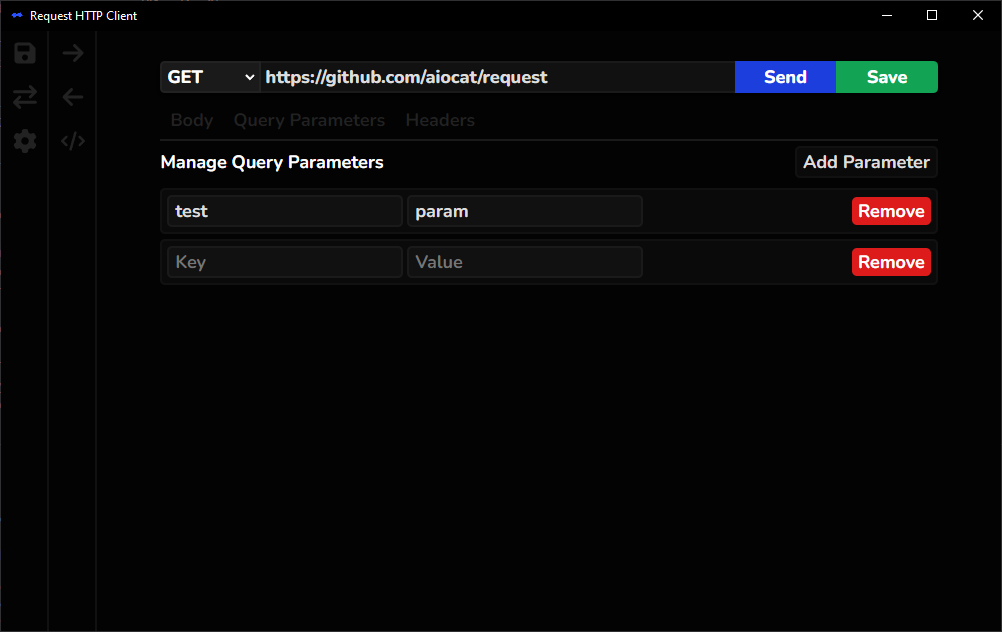 Request HTTP Client
GET https://github.com/aiocat/request Send Save
Body Query Parameters Headers
Manage Query Parameters Add Parameter
test param Remove
Key Value Remove